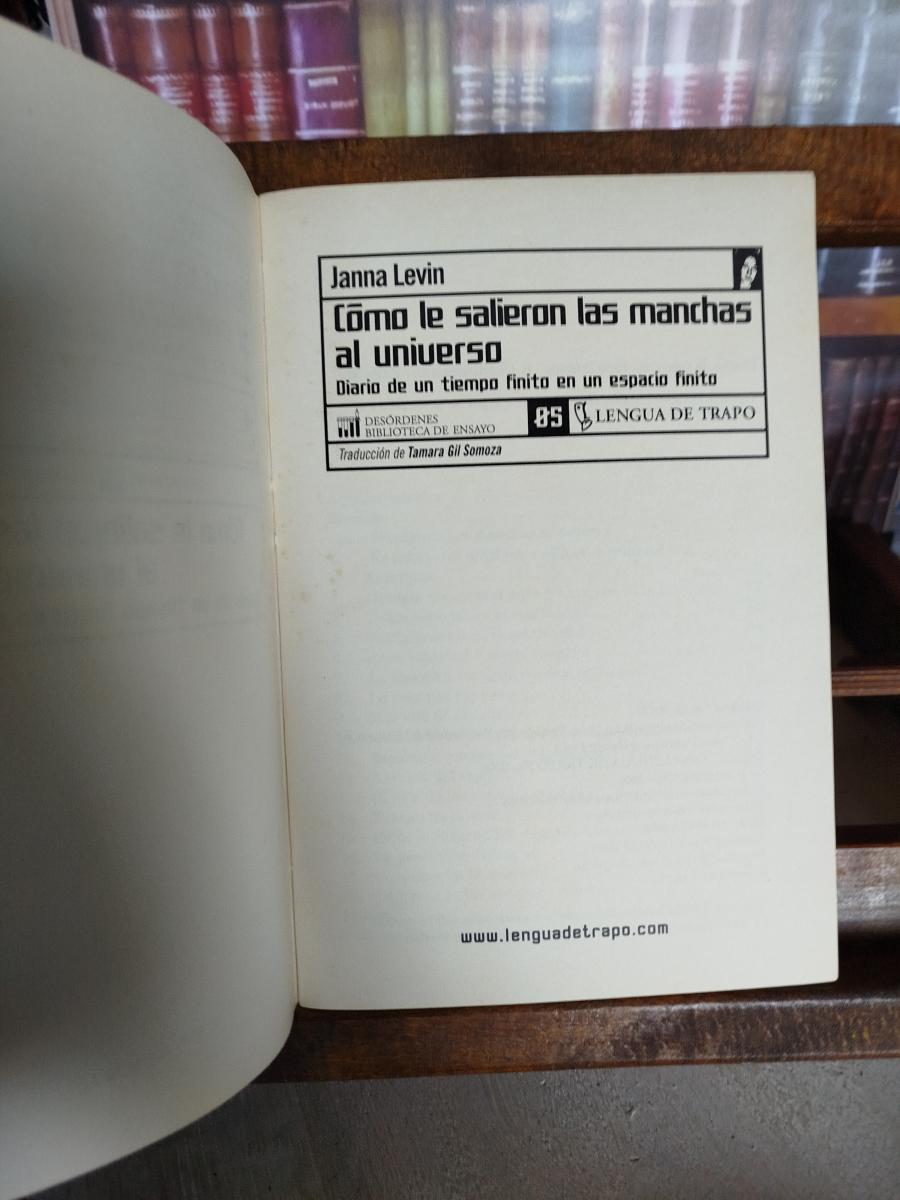 Janna Levin
Cómo le salieron las manchas
al universo
Diario de un tiempo finito en un espacio finito
DESÓRDENES
BIBLIOTECA DE ENSAYO
05
LENGUA DE TRAPO
Traducción de Tamara Gil Somoza
www.lenguadetrapo.com